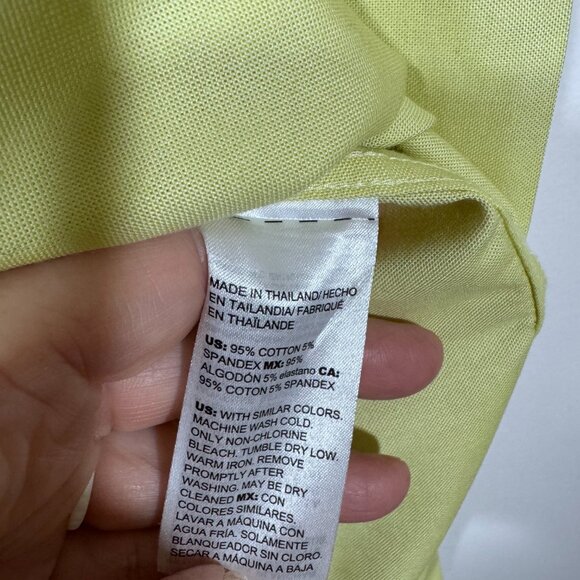 MADE IN THAILAND/HECHO
EN TAILANDIA/FABRIQUÉ
EN THAÏLANDE
US: 95% COTTON 5%
SPANDEX MX: 95%
ALGODÓN 5% elastano CA:
95% COTON 5% SPANDEX
US: WITH SIMILAR COLORS.
MACHINE WASH COLD.
ONLY NON-CHLORINE
BLEACH. TUMBLE DRY LOW.
WARM IRON. REMOVE
PROMPTLY AFTER
WASHING. MAY BE DRY
CLEANED MX: CON
COLORES SIMILARES.
LAVAR A MÁQUINA CON
AGUA FRÍA. SOLAMENTE
BLANQUEADOR SIN CLORO.
SECAR A MÁQUINA A BAJA